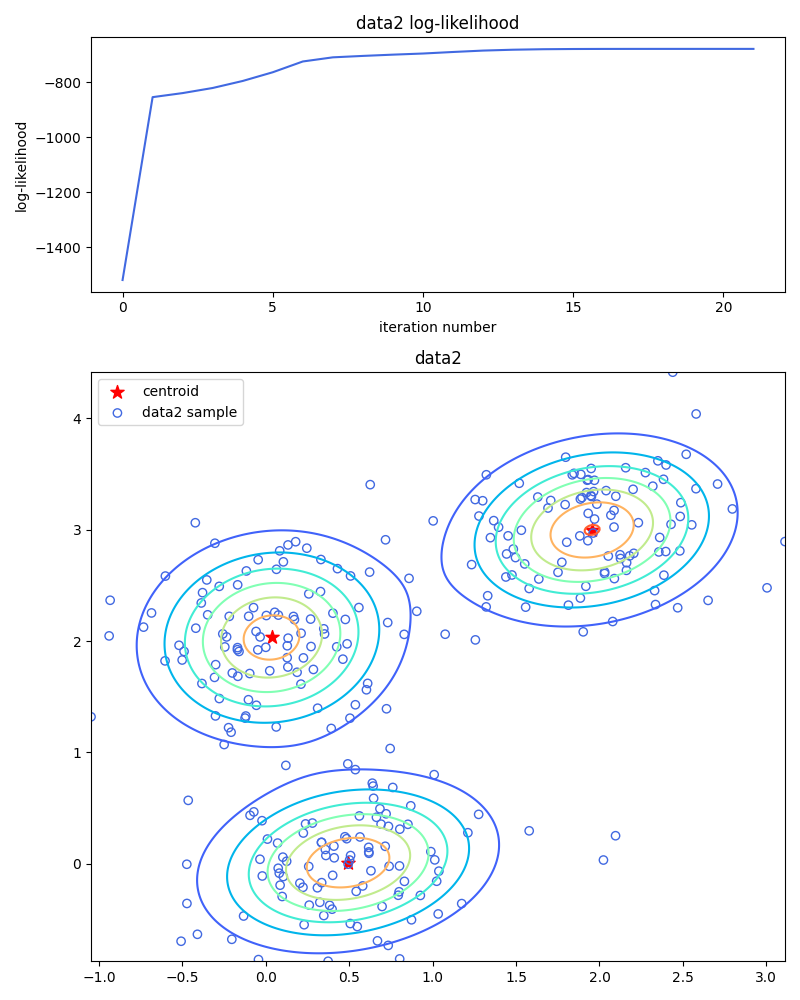 data2 log-likelihood
−800
−1000
−1200
−1400
log-likelihood
0 5 10 15 20
iteration number
data2
centroid
data2 sample
4
3
2
1
0
−1.0 −0.5 0.0 0.5 1.0 1.5 2.0 2.5 3.0